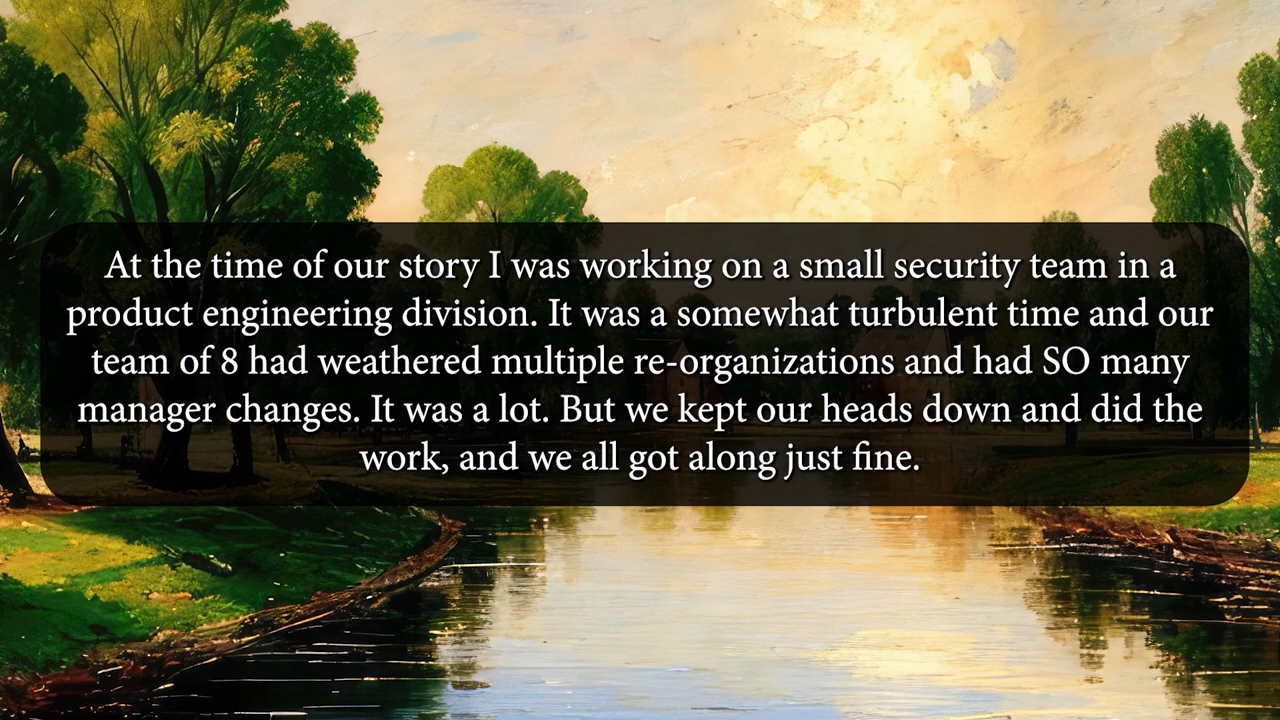 At the time of our story I was working on a small security team in a
product engineering division. It was a somewhat turbulent time and our
team of 8 had weathered multiple re-organizations and had SO many
manager changes. It was a lot. But we kept our heads down and did the
work, and we all got along just fine.